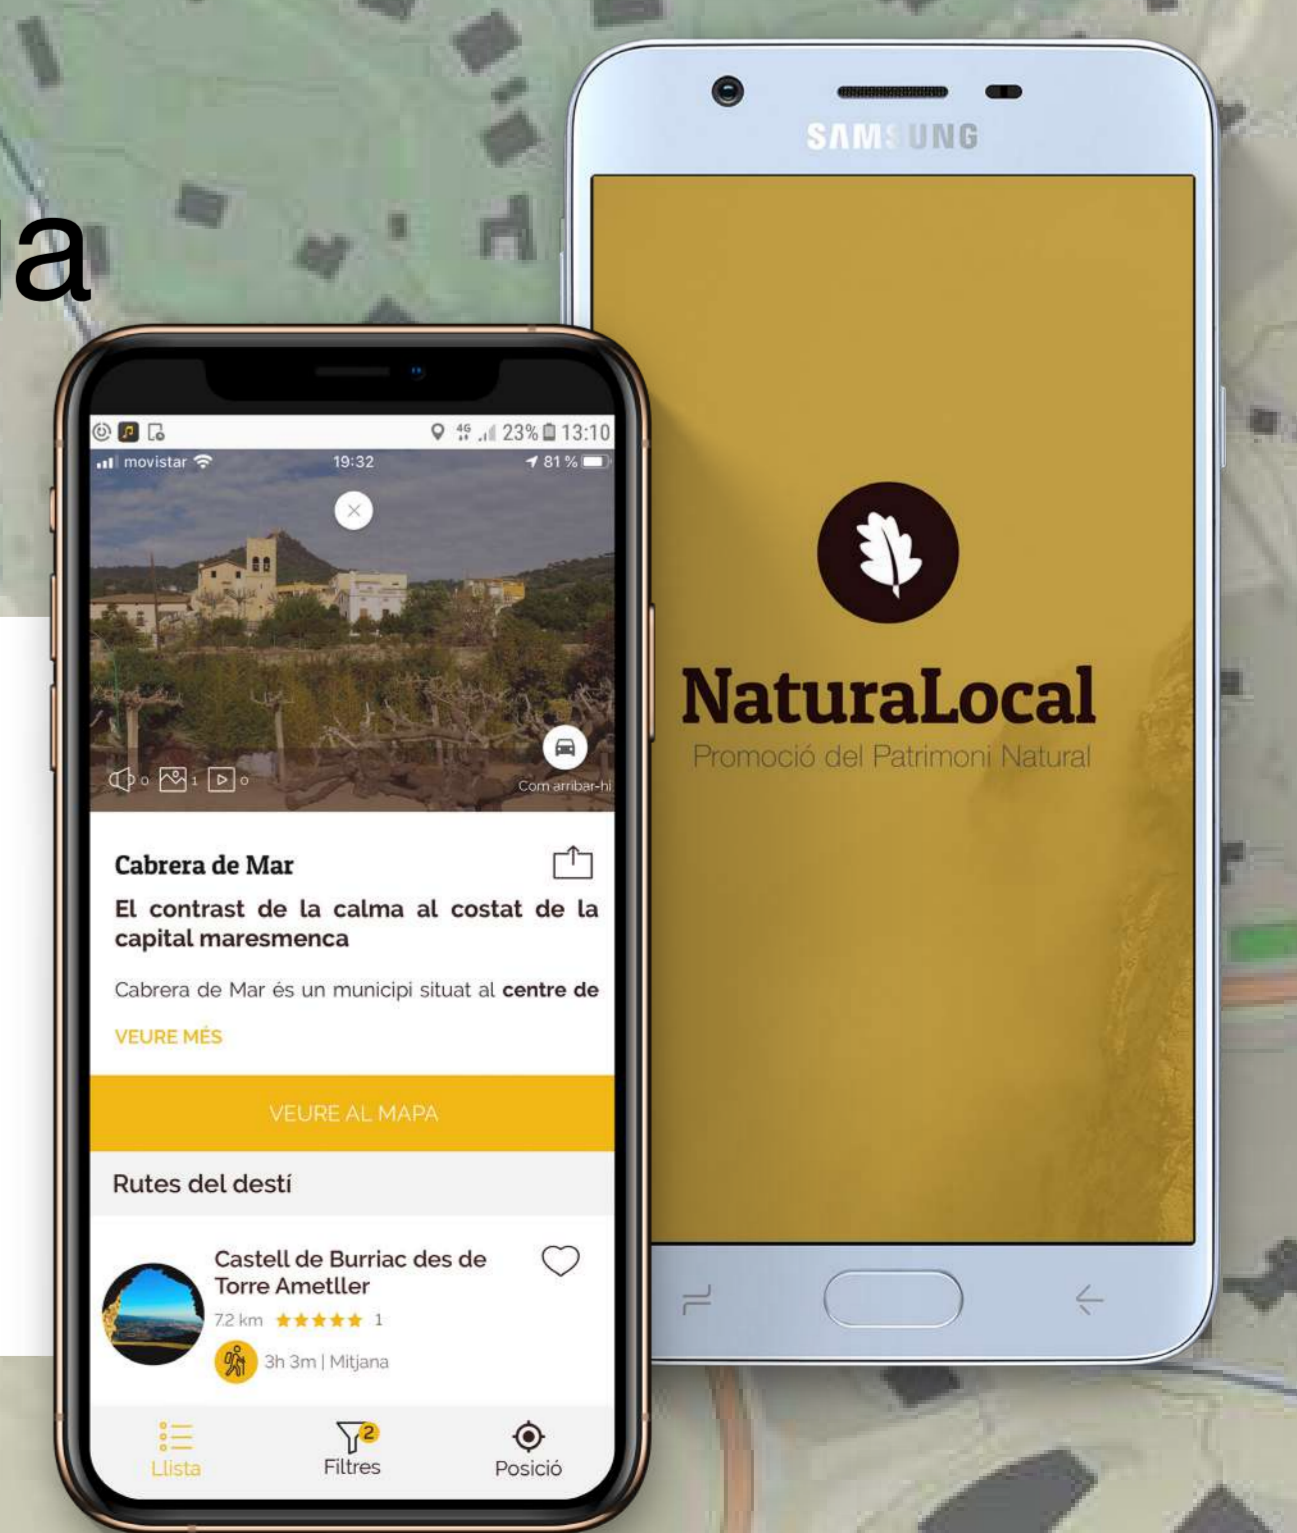 a
SAMSUNG
NaturaLocal
Promoció del Patrimoni Natural
4G 23% 13:10
movistar 19:32 81 %
0 1 0
Com arribar-hi
Cabrera de Mar
El contrast de la calma al costat de la
capital maresmenca
Cabrera de Mar és un municipi situat al centre de
VEURE MÉS
VEURE AL MAPA
Rutes del destí
Castell de Burriac des de
Torre Ametller
7.2 km 1
3h 3m | Mitjana
2
Llista Filtres Posició